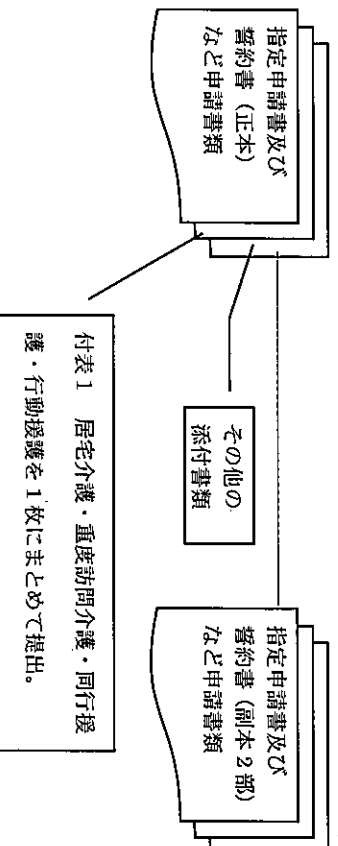 指定申請書及び
誓約書（正本）
など申請書類
その他の
添付書類
付表１　居宅介護・重度訪問介護・同行援
護・行動援護を１枚にまとめて提出。
指定申請書及び
誓約書（副本２部）
など申請書類